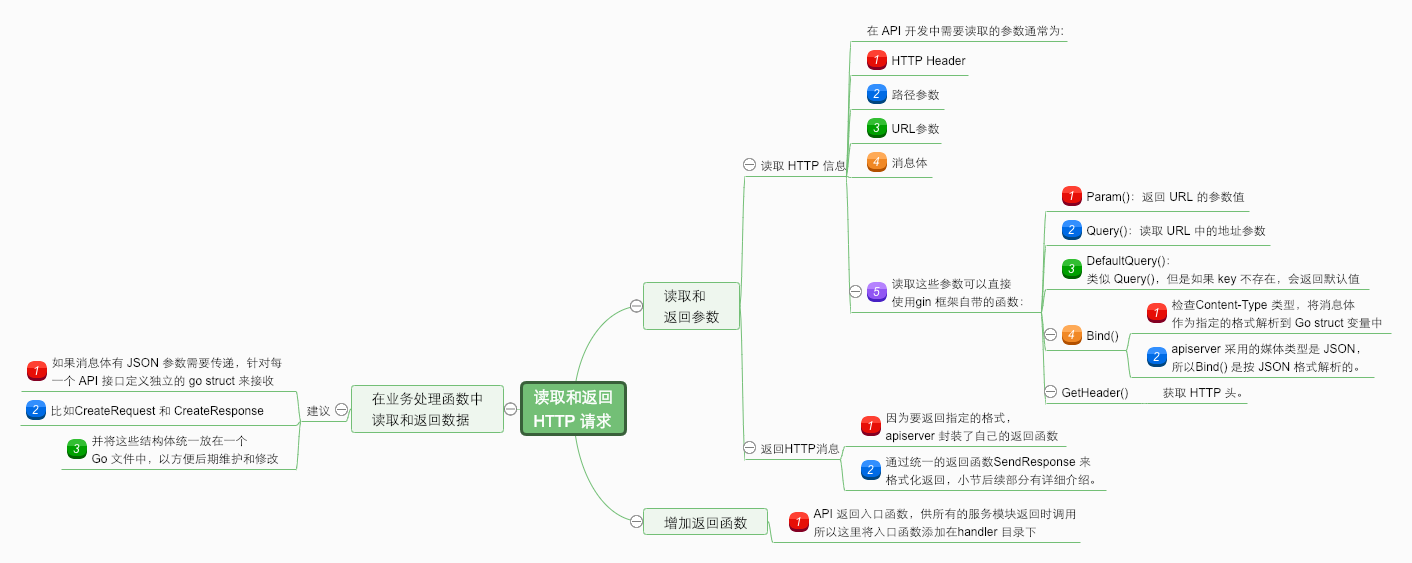 读取和返回
HTTP 请求
读取和
返回参数
读取 HTTP 信息
在 API 开发中需要读取的参数通常为:
1 HTTP Header
2 路径参数
3 URL参数
4 消息体
5 读取这些参数可以直接
使用gin 框架自带的函数:
1 Param()：返回 URL 的参数值
2 Query()：读取 URL 中的地址参数
3 DefaultQuery()：
类似 Query()，但是如果 key 不存在，会返回默认值
4 Bind()
1 检查Content-Type 类型，将消息体
作为指定的格式解析到 Go struct 变量中
2 apiserver 采用的媒体类型是 JSON，
所以Bind() 是按 JSON 格式解析的。
GetHeader()
获取 HTTP 头。
返回HTTP消息
1 因为要返回指定的格式，
apiserver 封装了自己的返回函数
2 通过统一的返回函数SendResponse 来
格式化返回，小节后续部分有详细介绍。
增加返回函数
1 API 返回入口函数，供所有的服务模块返回时调用
所以这里将入口函数添加在handler 目录下
在业务处理函数中
读取和返回数据
建议
1 如果消息体有 JSON 参数需要传递，针对每
一个 API 接口定义独立的 go struct 来接收
2 比如CreateRequest 和 CreateResponse
3 并将这些结构体统一放在一个
Go 文件中，以方便后期维护和修改